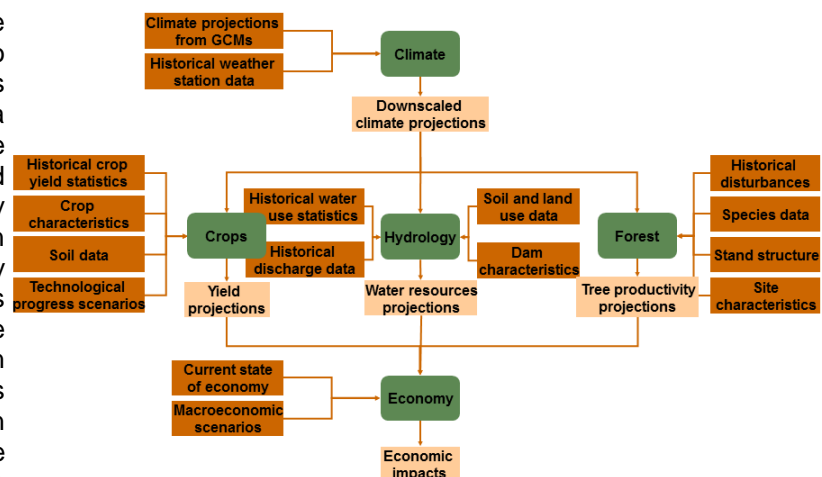 Climate projections
from GCMs
Historical weather
station data
Climate
Downscaled
climate projections
Historical crop
yield statistics
Crop
characteristics
Soil data
Technological
progress scenarios
Crops
Yield
projections
Historical water
use statistics
Historical
discharge data
Hydrology
Soil and land
use data
Dam
characteristics
Water resources
projections
Forest
Tree productivity
projections
Historical
disturbances
Species data
Stand structure
Site
characteristics
Current state
of economy
Macroeconomic
scenarios
Economy
Economic
impacts